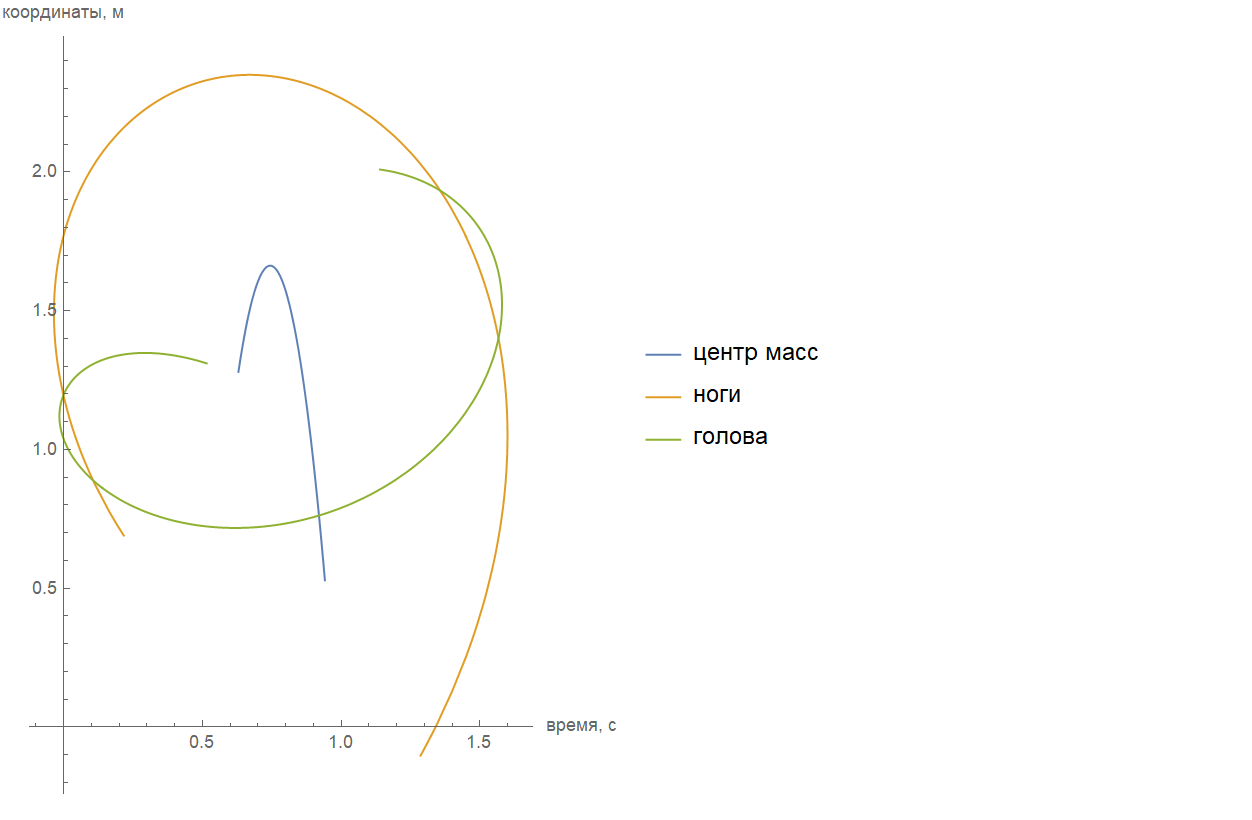 координаты, м
2.0
1.5
1.0
0.5
0.5 1.0 1.5
время, с
центр масс
ноги
голова